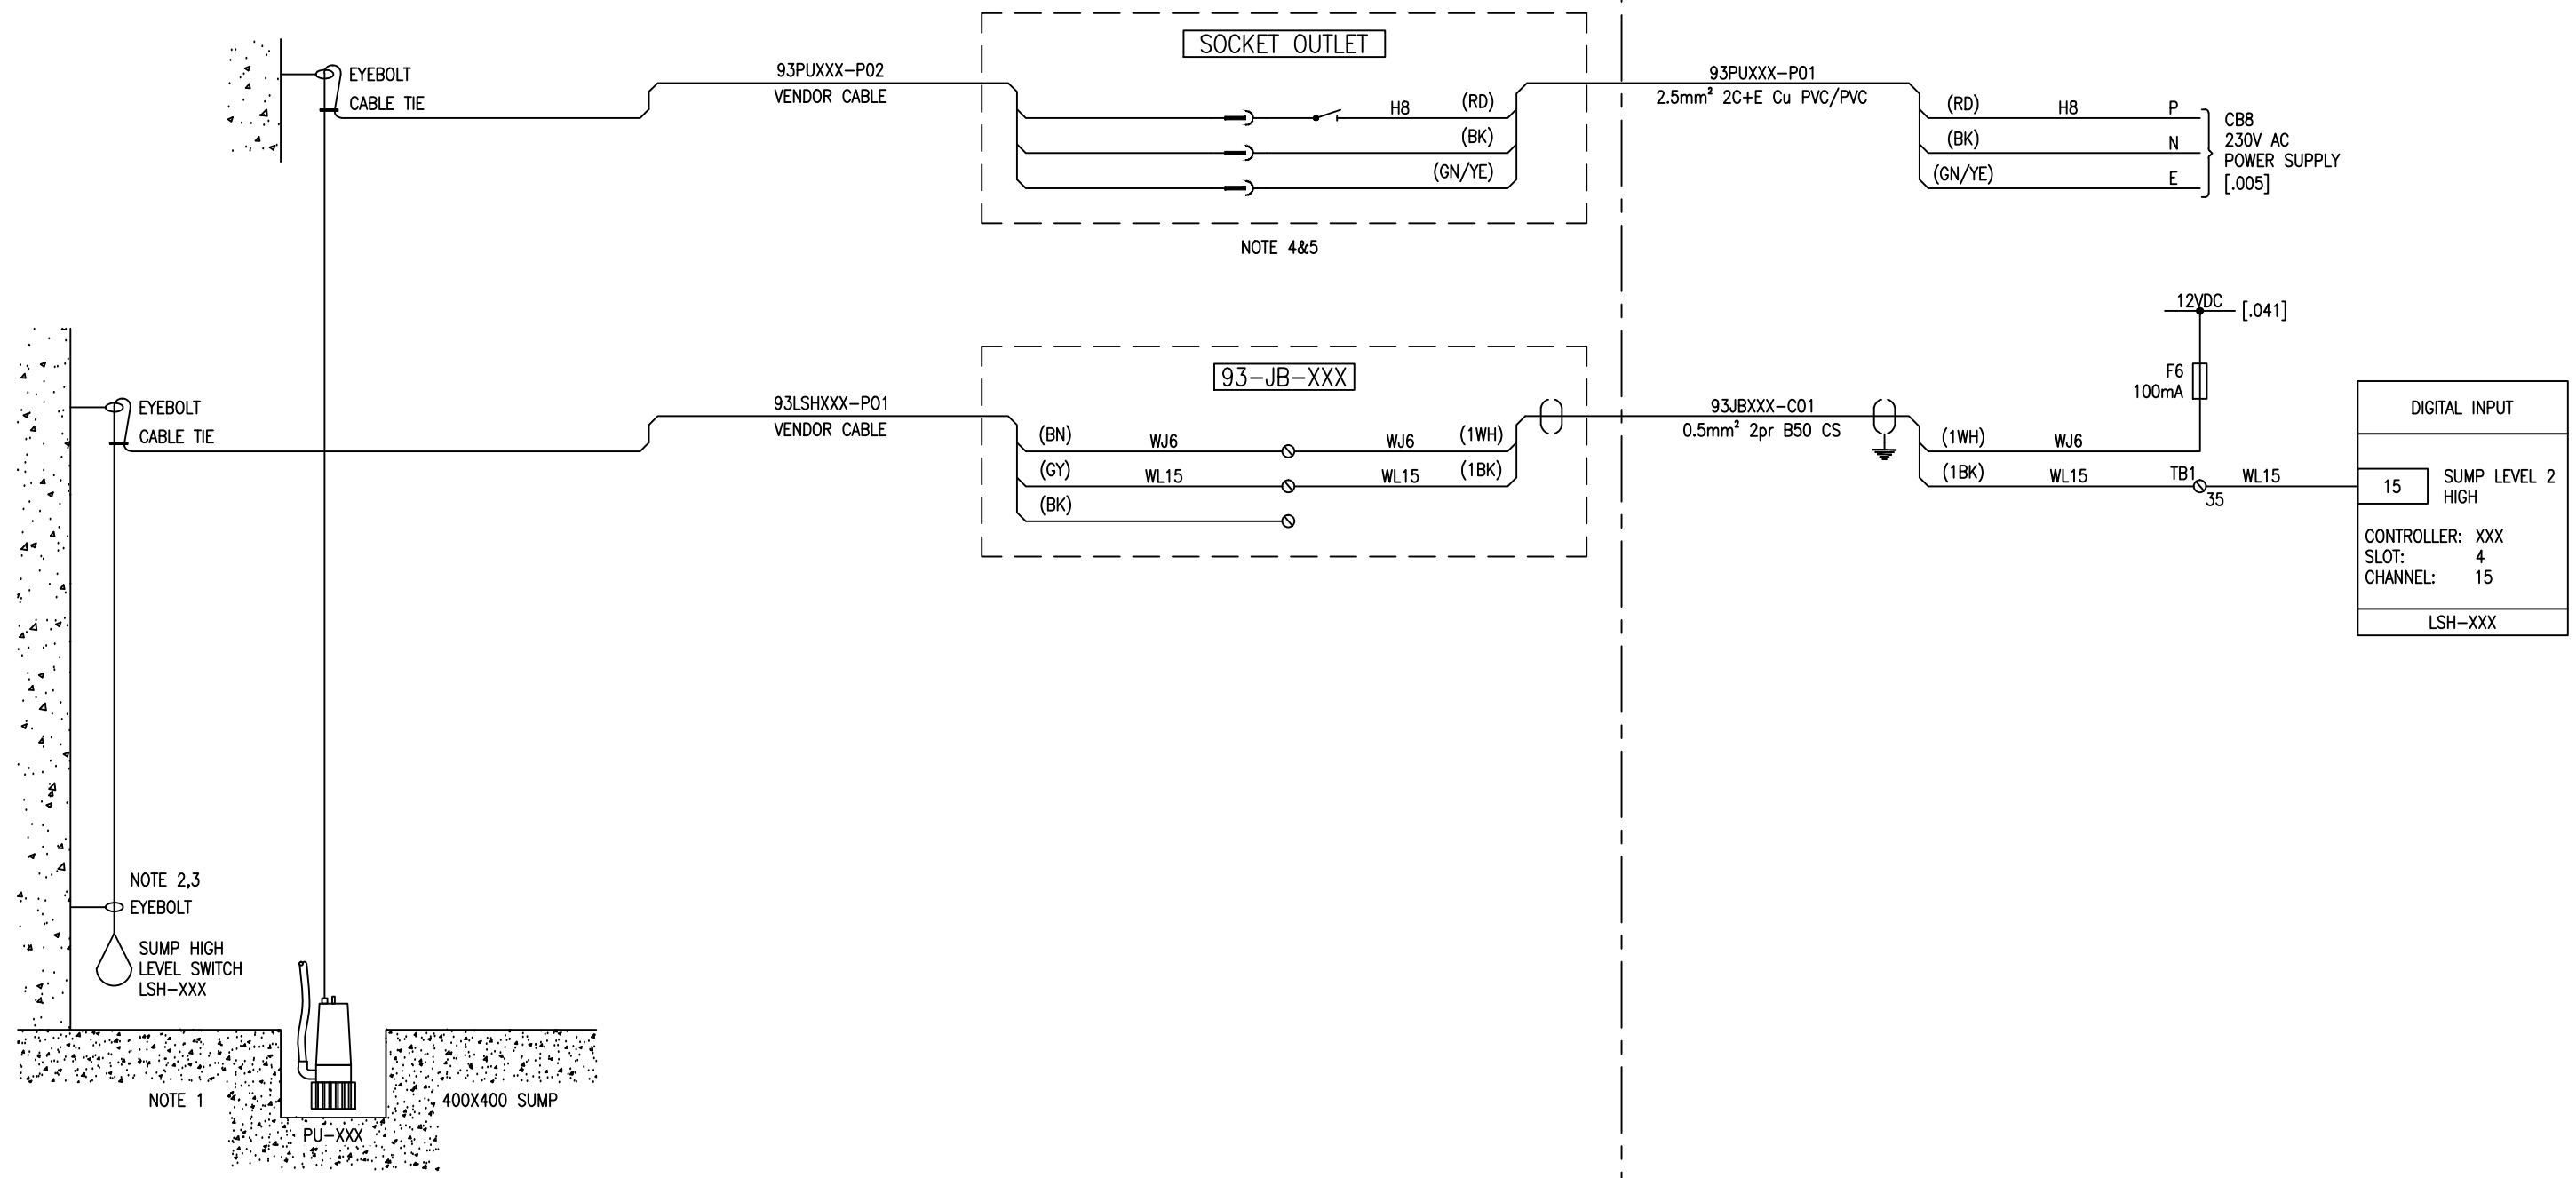 SOCKET OUTLET
EYEBOLT
CABLE TIE
93PUXXX-P02
VENDOR CABLE
H8
(RD)
(BK)
(GN/YE)
NOTE 4&5
93PUXXX-P01
2.5mm² 2C+E Cu PVC/PVC
(RD)
H8
P
(BK)
N
(GN/YE)
E
CB8
230V AC
POWER SUPPLY
[.005]
12VDC
[.041]
F6
100mA
EYEBOLT
CABLE TIE
93LSHXXX-P01
VENDOR CABLE
93-JB-XXX
(BN)
WJ6
WJ6
(1WH)
(GY)
WL15
WL15
(1BK)
(BK)
93JBXXX-C01
0.5mm² 2pr B50 CS
(1WH)
WJ6
(1BK)
WL15
TB1
35
WL15
DIGITAL INPUT
15
SUMP LEVEL 2
HIGH
CONTROLLER: XXX
SLOT: 4
CHANNEL: 15
LSH-XXX
NOTE 2,3
EYEBOLT
SUMP HIGH
LEVEL SWITCH
LSH-XXX
NOTE 1
400X400 SUMP
PU-XXX